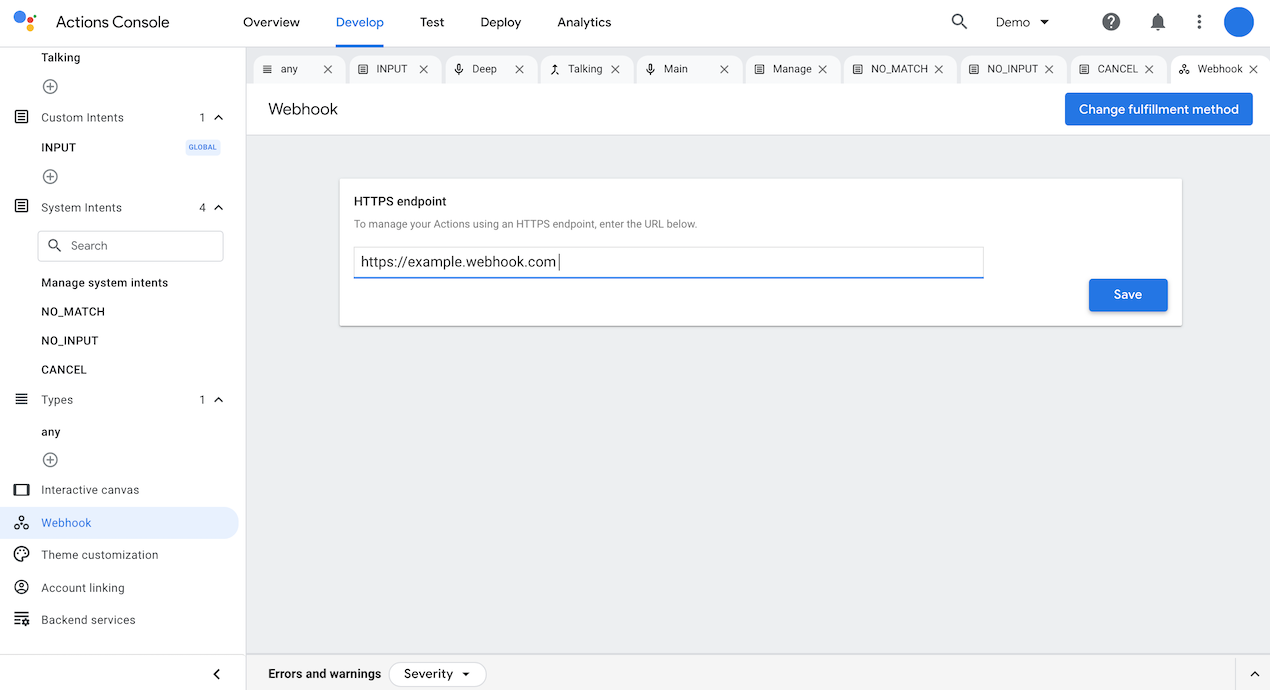 Actions Console
Overview
Develop
Test
Deploy
Analytics
Demo
Talking
Custom Intents 1
INPUT GLOBAL
System Intents 4
Search
Manage system intents
NO_MATCH
NO_INPUT
CANCEL
Types 1
any
Interactive canvas
Webhook
Theme customization
Account linking
Backend services
any
INPUT
Deep
Talking
Main
Manage
NO_MATCH
NO_INPUT
CANCEL
Webhook
Webhook
Change fulfillment method
HTTPS endpoint
To manage your Actions using an HTTPS endpoint, enter the URL below.
https://example.webhook.com
Save
Errors and warnings
Severity